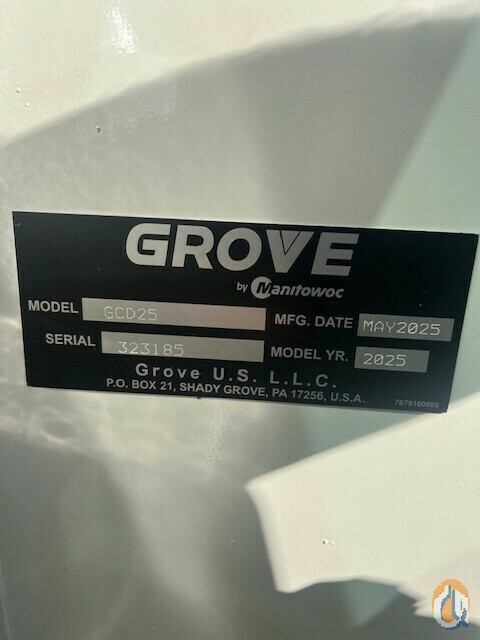 GROVE
by Manitowoc
MODEL GCD25 MFG. DATE MAY2025
SERIAL 323185 MODEL YR. 2025
Grove U.S. L.L.C.
P.O. BOX 21, SHADY GROVE, PA 17256, U.S.A.
7679100089